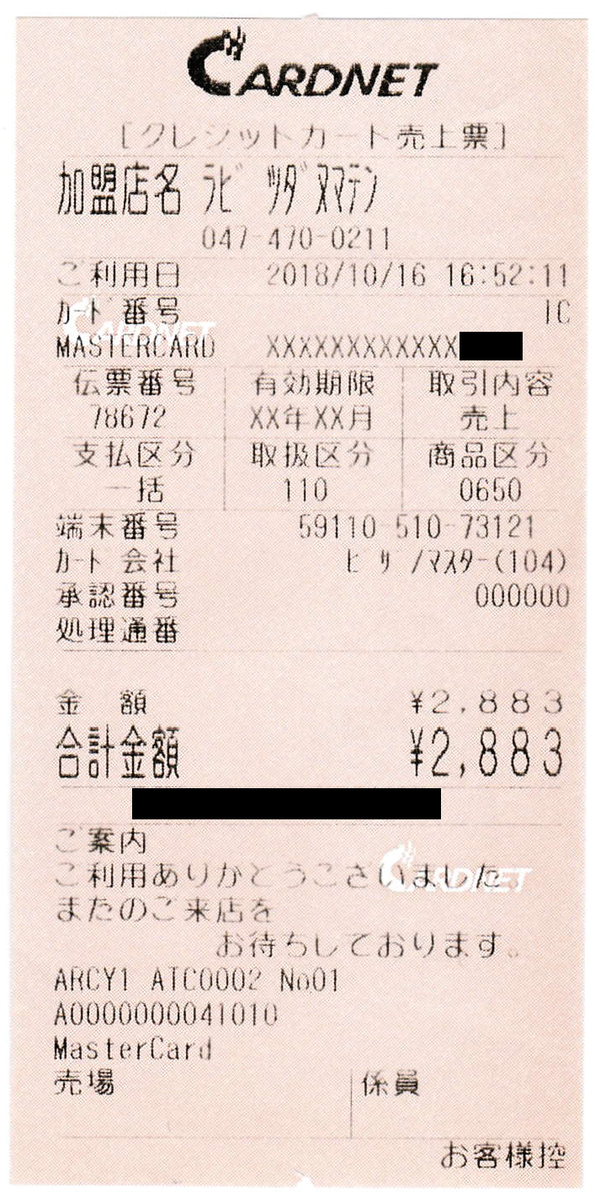 CARDNET
[クレジットカード売上票]
加盟店名 ラビットツダヌマテン
047-470-0211
ご利用日 2018/10/16 16:52:11
カード番号 IC
CARDNET
MASTERCARD XXXXXXXXXXXX
伝票番号 有効期限 取引内容
78672 XX年XX月 売上
支払区分 取扱区分 商品区分
一括 110 0650
端末番号 59110-510-73121
カード会社 ビザ/マスター(104)
承認番号 000000
処理通番
金 額 ¥2,883
合計金額 ¥2,883
ご案内
ご利用ありがとうございました。
CARDNET
またのご来店を
お待ちしております。
ARCY1 ATC0002 No01
A0000000041010
MasterCard
売場 係員
お客様控